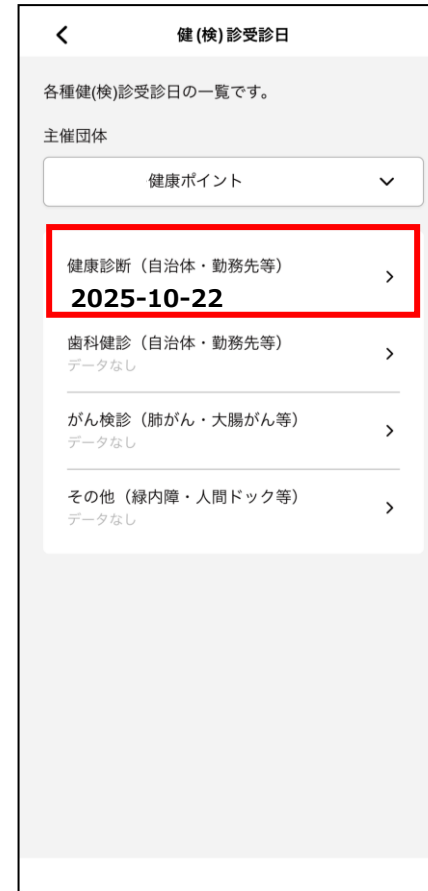 健(検)診受診日
各種健(検)診受診日の一覧です。
主催団体
健康ポイント
健康診断（自治体・勤務先等）
2025-10-22
歯科健診（自治体・勤務先等）
データなし
がん検診（肺がん・大腸がん等）
データなし
その他（緑内障・人間ドック等）
データなし